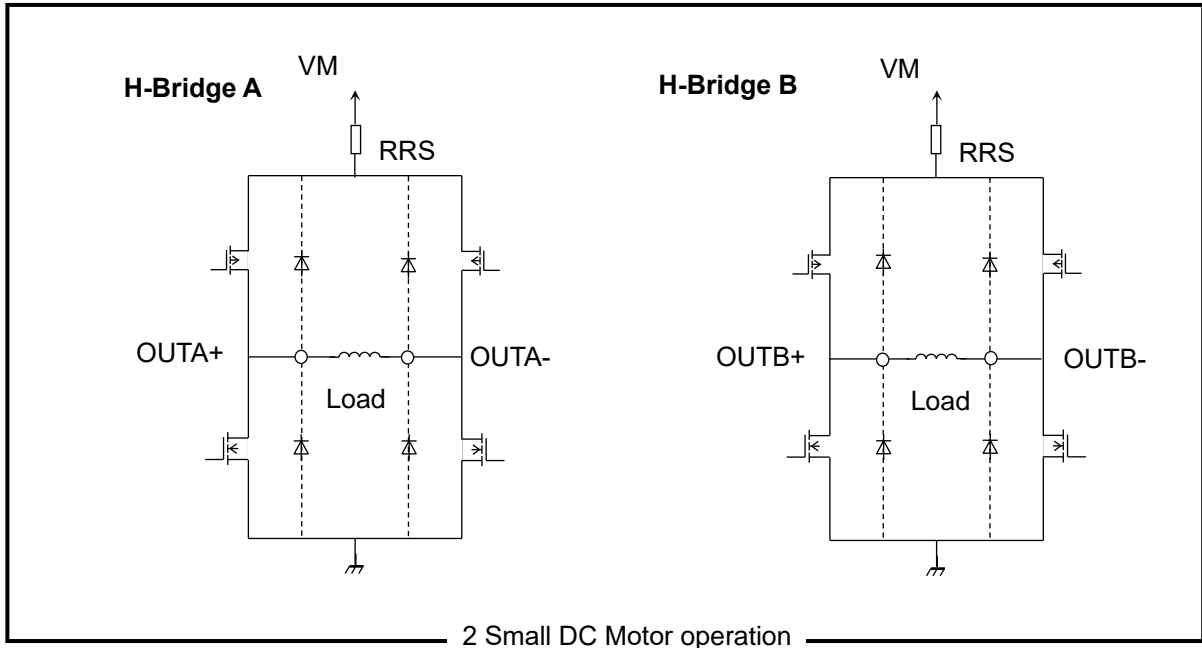 H-Bridge A
VM
RRS
OUTA+
OUTA-
Load
H-Bridge B
VM
RRS
OUTB+
OUTB-
Load
2 Small DC Motor operation